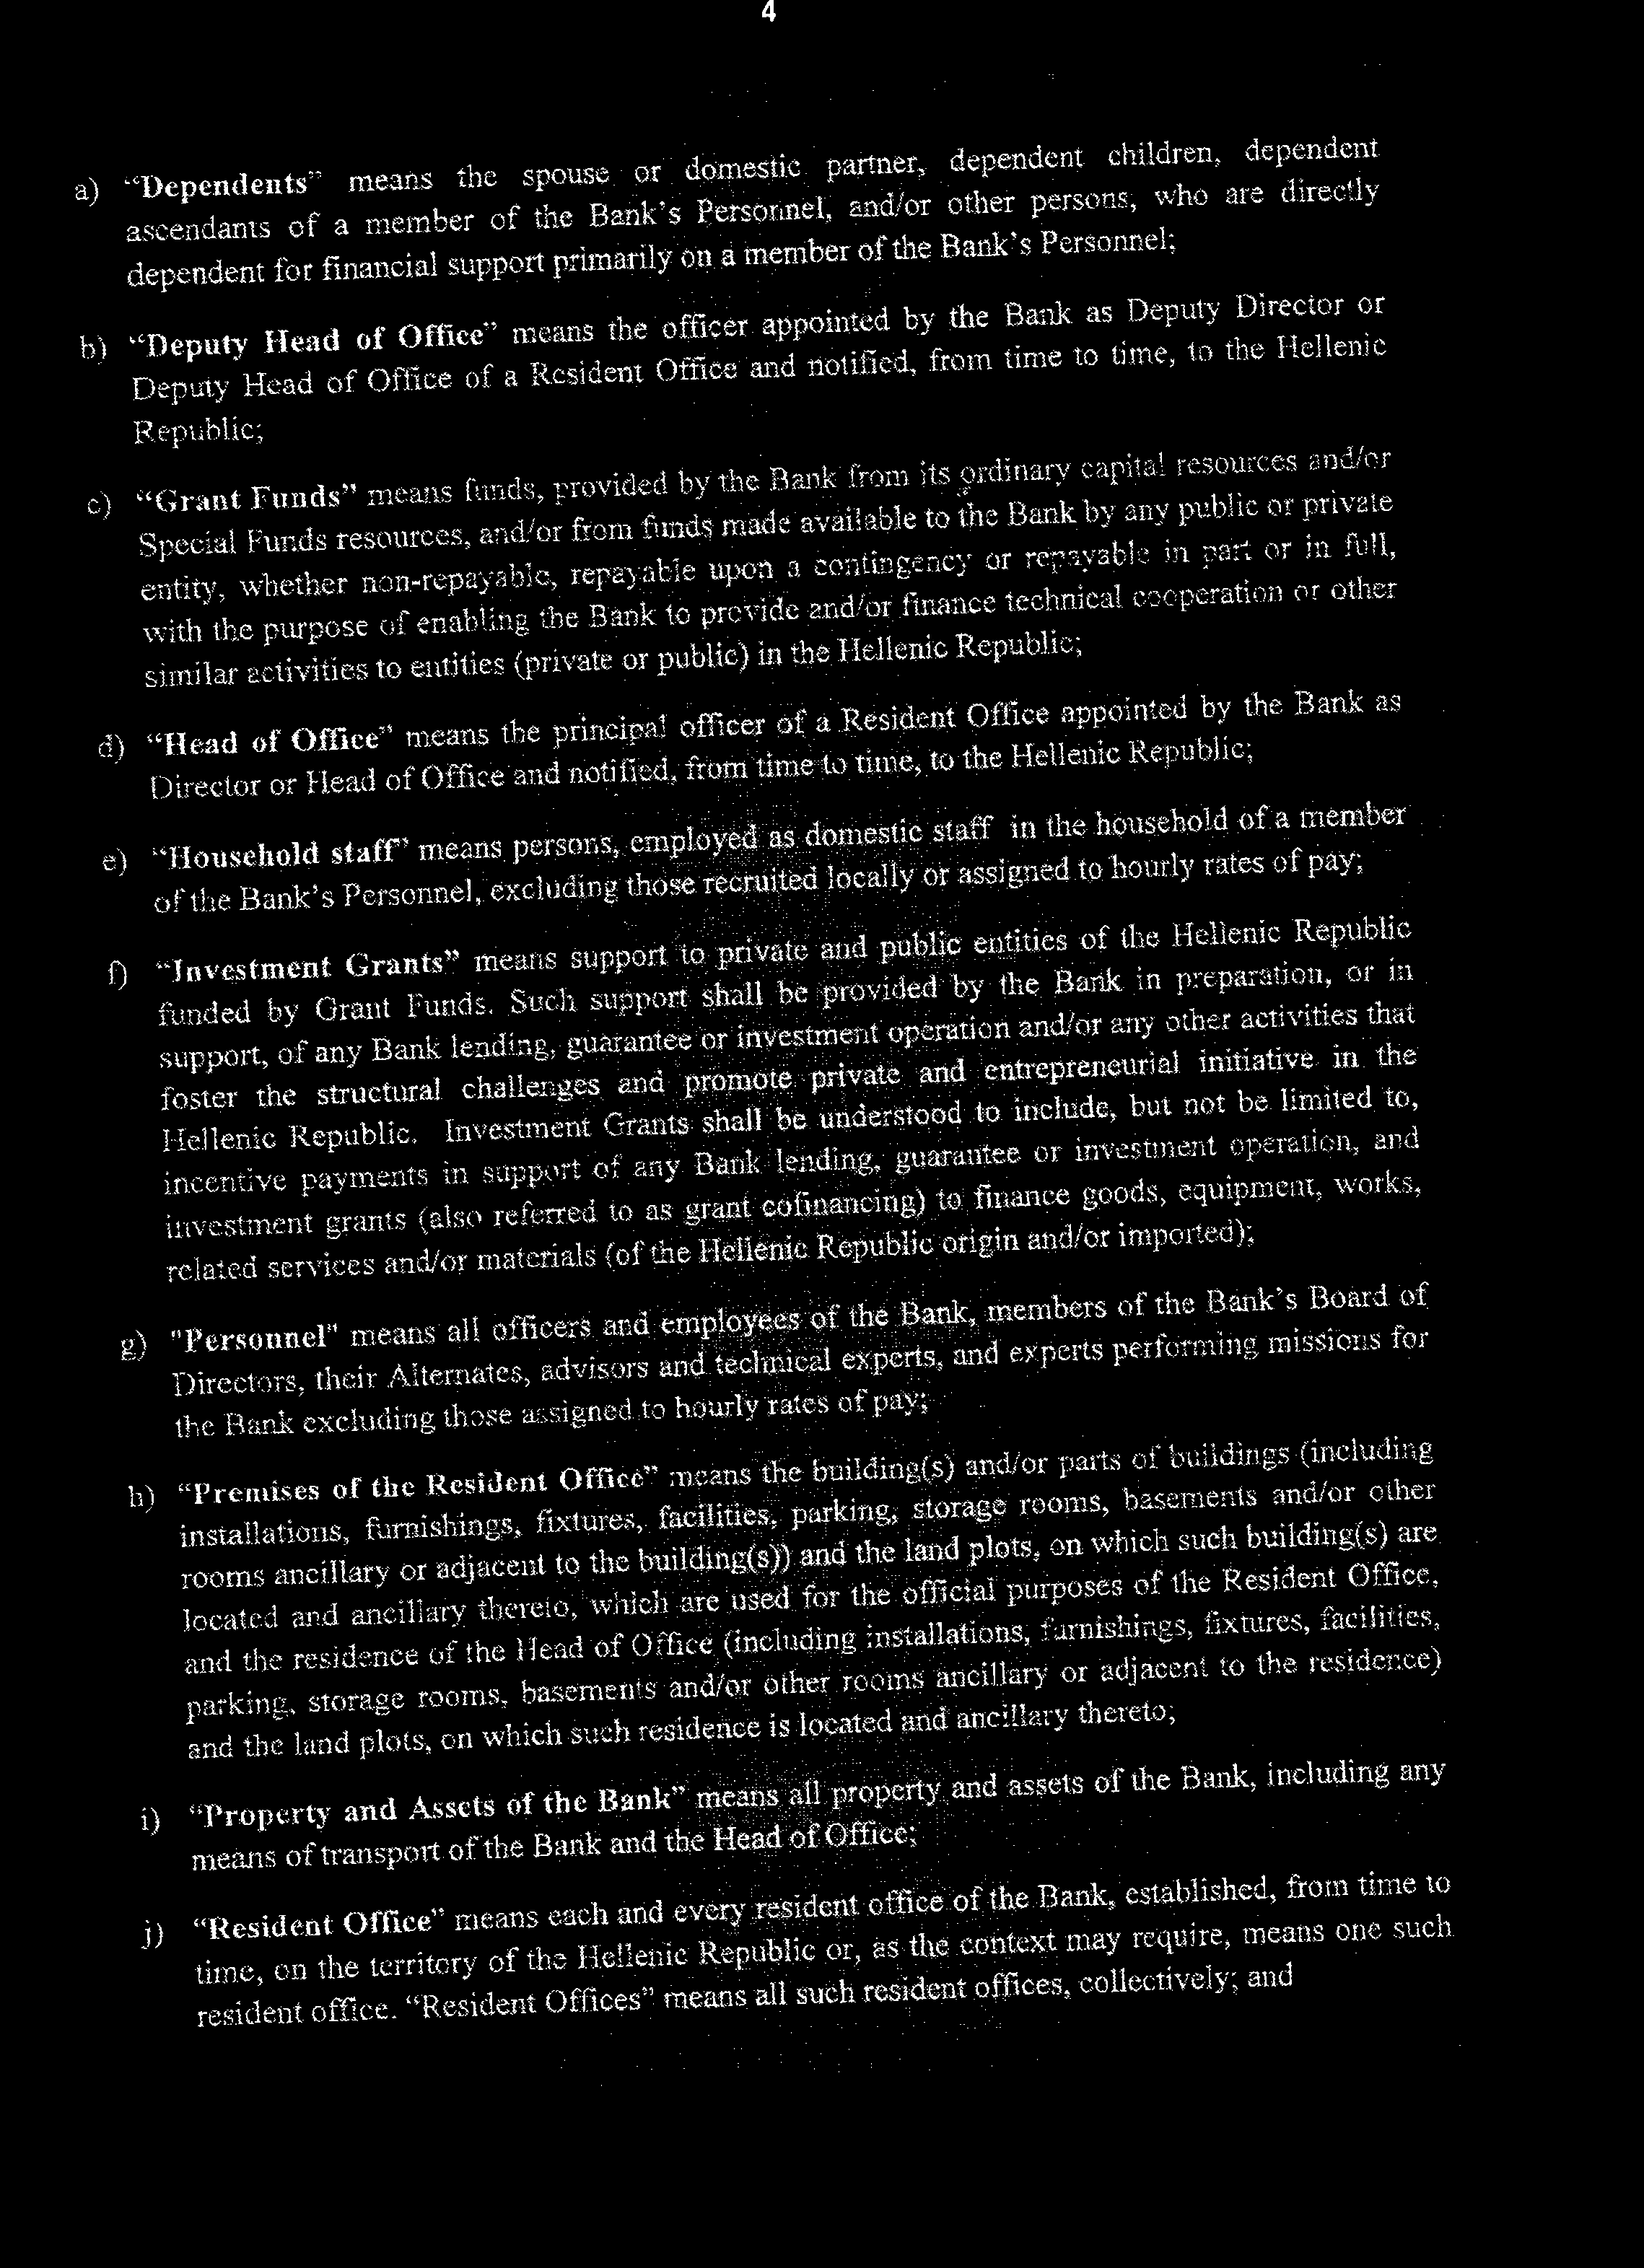 4
a) “Dependents” means the spouse or domestic partner, dependent children, dependent
ascendants of a member of the Bank’s Personnel, and/or other persons, who are directly
dependent for financial support primarily on a member of the Bank’s Personnel;
b) “Deputy Head of Office” means the officer appointed by the Bank as Deputy Director or
Deputy Head of Office of a Resident Office and notified, from time to time, to the Hellenic
Republic;
c) “Grant Funds” means funds, provided by the Bank from its ordinary capital resources and/or
Special Funds resources, and/or from funds made available to the Bank by any public or private
entity, whether non-repayable, repayable upon a contingency or repayable in part or in full,
with the purpose of enabling the Bank to provide and/or finance technical cooperation or other
similar activities to entities (private or public) in the Hellenic Republic;
d) “Head of Office” means the principal officer of a Resident Office appointed by the Bank as
Director or Head of Office and notified, from time to time, to the Hellenic Republic;
e) “Household staff” means persons, employed as domestic staff in the household of a member
of the Bank’s Personnel, excluding those recruited locally or assigned to hourly rates of pay;
f) “Investment Grants” means support to private and public entities of the Hellenic Republic
funded by Grant Funds. Such support shall be provided by the Bank in preparation, or in
support, of any Bank lending, guarantee or investment operation and/or any other activities that
foster the structural challenges and promote private and entrepreneurial initiative in the
Hellenic Republic. Investment Grants shall be understood to include, but not be limited to,
incentive payments in support of any Bank lending, guarantee or investment operation, and
investment grants (also referred to as grant cofinancing) to finance goods, equipment, works,
related services and/or materials (of the Hellenic Republic origin and/or imported);
g) "Personnel" means all officers and employees of the Bank, members of the Bank’s Board of
Directors, their Alternates, advisors and technical experts, and experts performing missions for
the Bank excluding those assigned to hourly rates of pay;
h) “Premises of the Resident Office” means the building(s) and/or parts of buildings (including
installations, furnishings, fixtures, facilities, parking, storage rooms, basements and/or other
rooms ancillary or adjacent to the building(s)) and the land plots, on which such building(s) are
located and ancillary thereto, which are used for the official purposes of the Resident Office,
and the residence of the Head of Office (including installations, furnishings, fixtures, facilities,
parking, storage rooms, basements and/or other rooms ancillary or adjacent to the residence)
and the land plots, on which such residence is located and ancillary thereto;
i) “Property and Assets of the Bank” means all property and assets of the Bank, including any
means of transport of the Bank and the Head of Office;
j) “Resident Office” means each and every resident office of the Bank, established, from time to
time, on the territory of the Hellenic Republic or, as the context may require, means one such
resident office. “Resident Offices” means all such resident offices, collectively; and